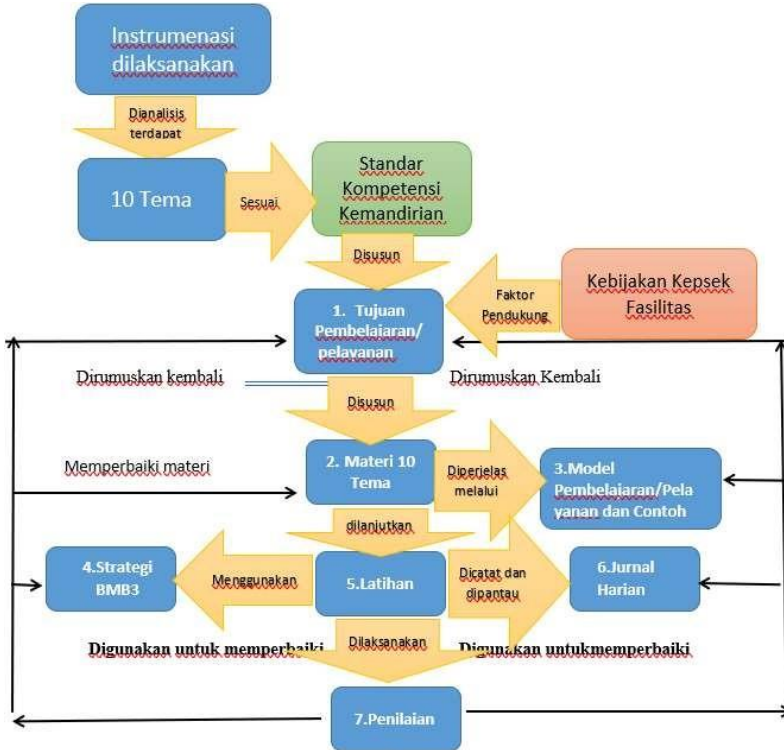 Instrumenasi
dilaksanakan
Dianalisis
terdapat
10 Tema
Sesuai
Standar
Kompetensi
Kemandirian
Disusun
Kebijakan Kepsek
Fasilitas
Faktor
Pendukung
1. Tujuan
Pembelajaran/
pelayanan
Dirumuskan kembali
Dirumuskan Kembali
Disusun
Memperbaiki materi
2. Materi 10
Tema
Diperjelas
melalui
3.Model
Pembelajaran/Pela
yanan dan Contoh
dilanjutkan
4.Strategi
BMB3
Menggunakan
5.Latihan
Dicatat dan
dipantau
6.Jurnal
Harian
Digunakan untuk memperbaiki
Dilaksanakan
Digunakan untukmemperbaiki
7.Penilaian